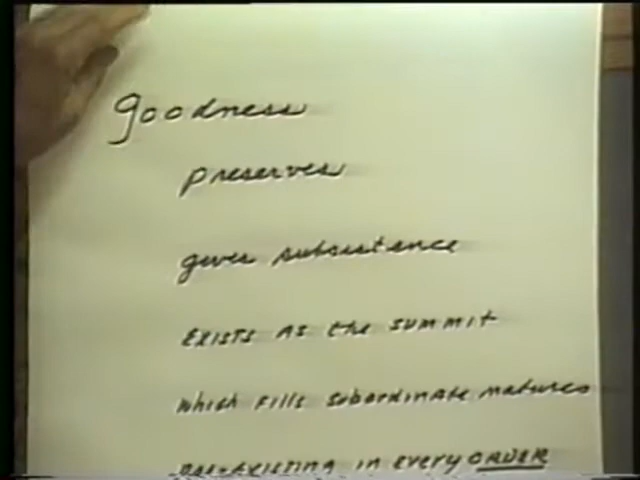 goodness
preserves
gives subsistence
Exists as the summit
which fills subordinate natures
pre-existing in every ORDER